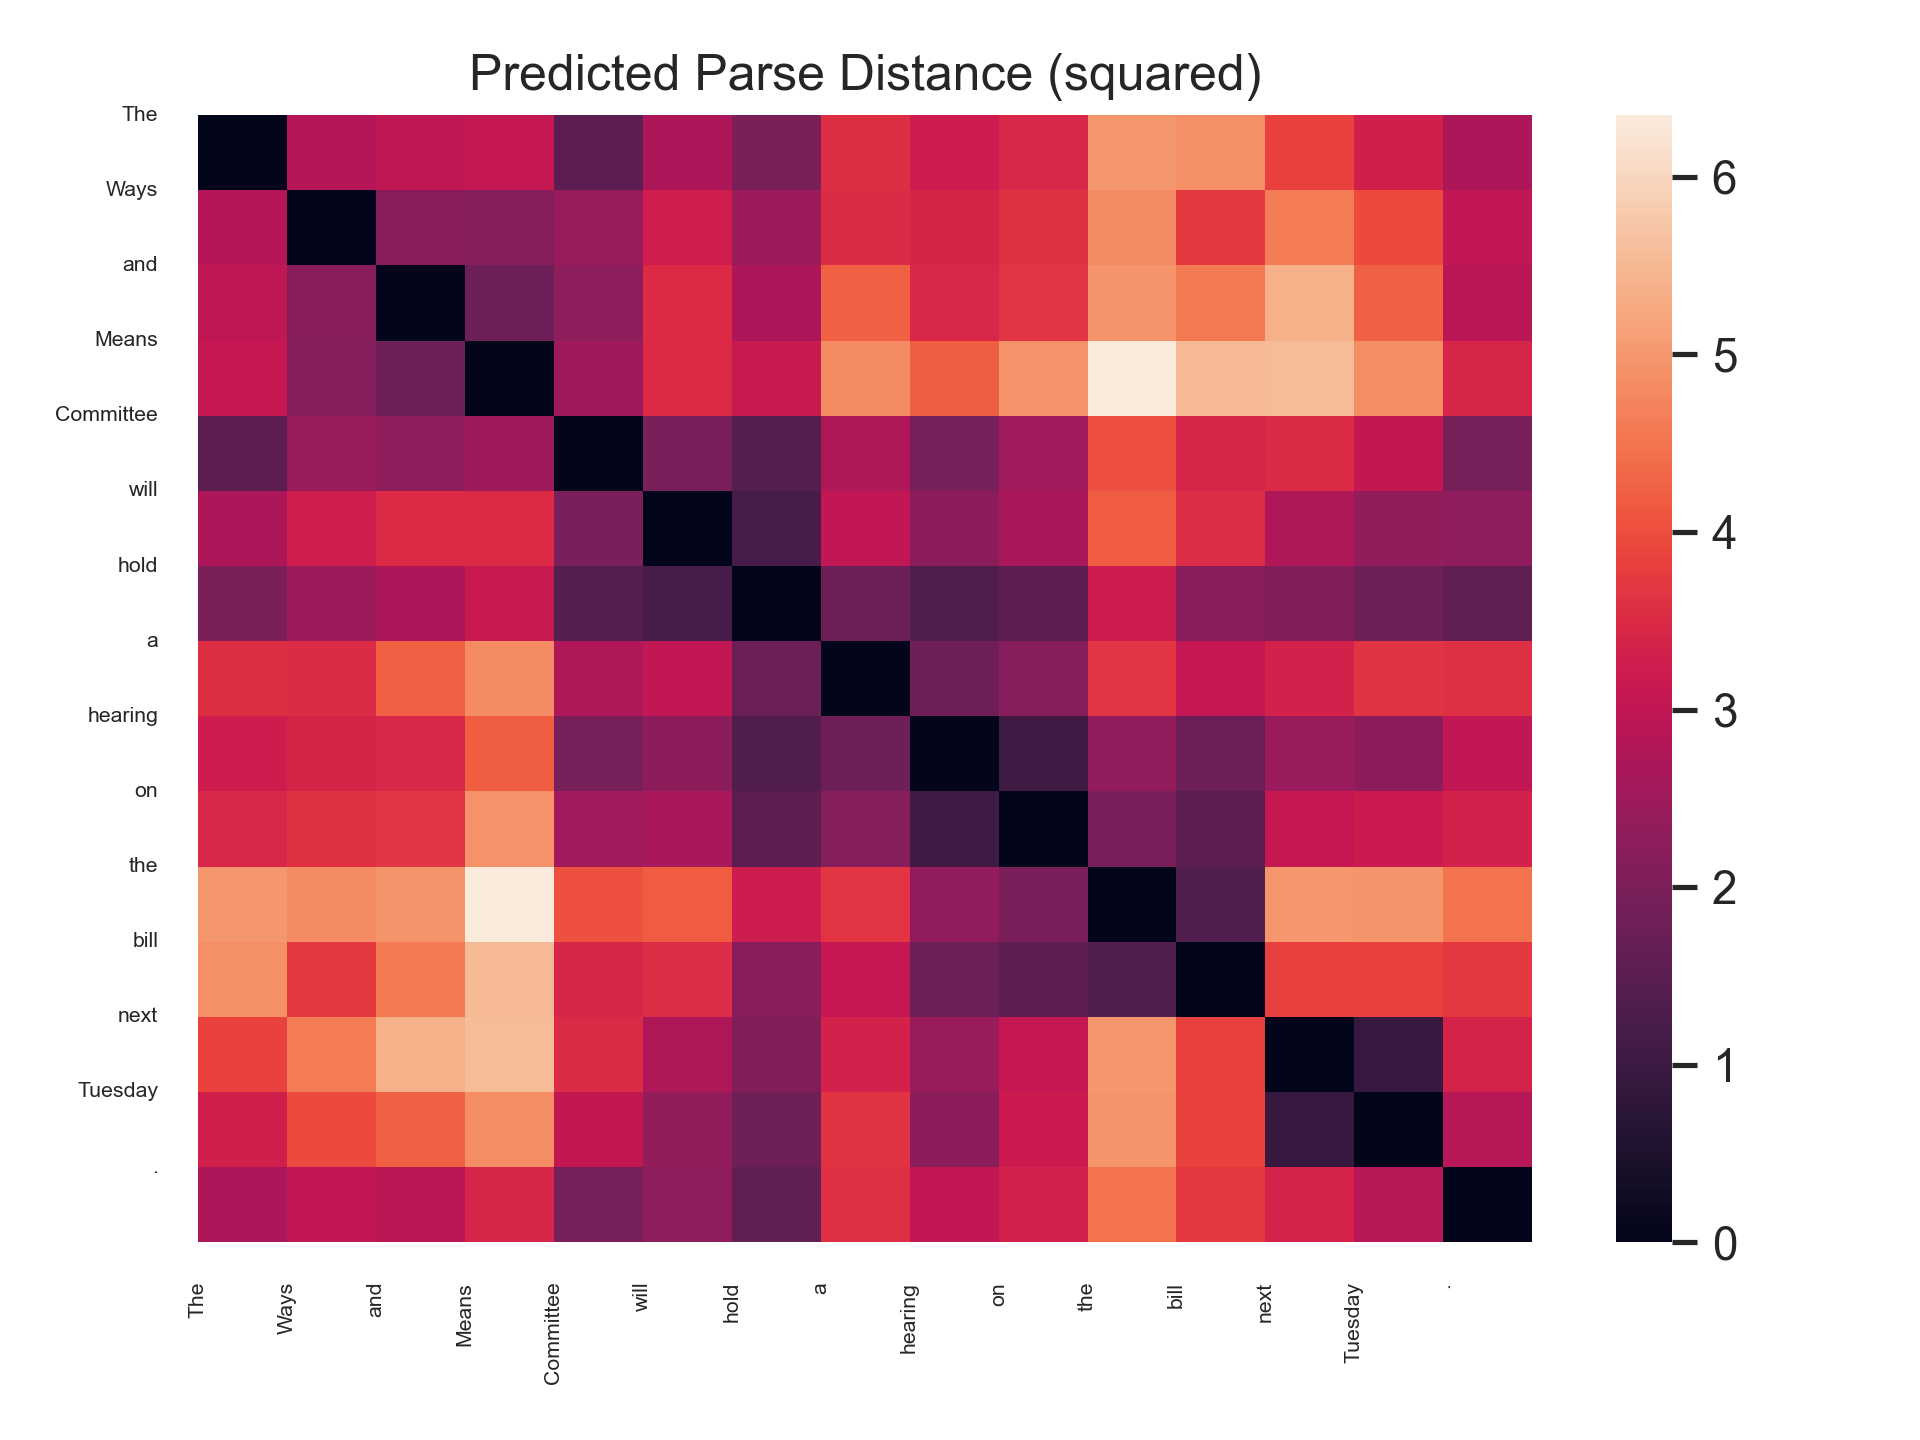 Predicted Parse Distance (squared)
The
Ways
and
Means
Committee
will
hold
a
hearing
on
the
bill
next
Tuesday
.
The
Ways
and
Means
Committee
will
hold
a
hearing
on
the
bill
next
Tuesday
.
6
5
4
3
2
1
0